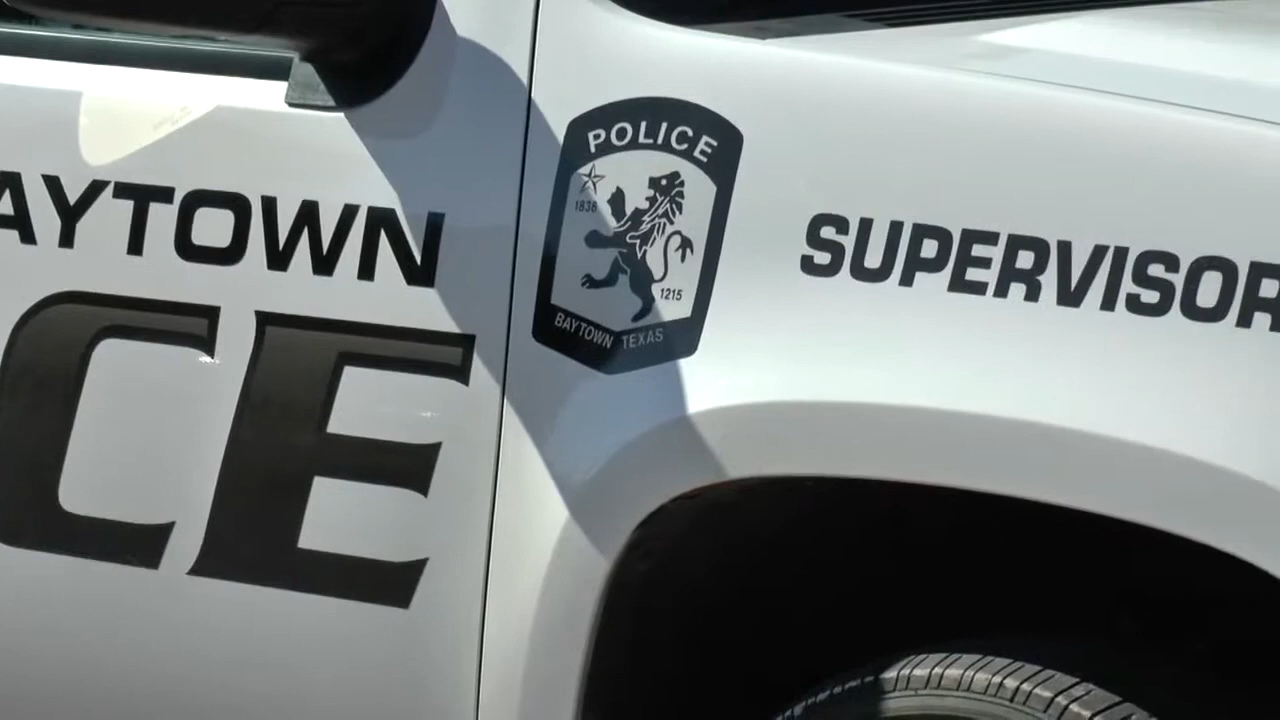 AYTOWN
CE
POLICE
1836
1215
BAYTOWN TEXAS
SUPERVISOR